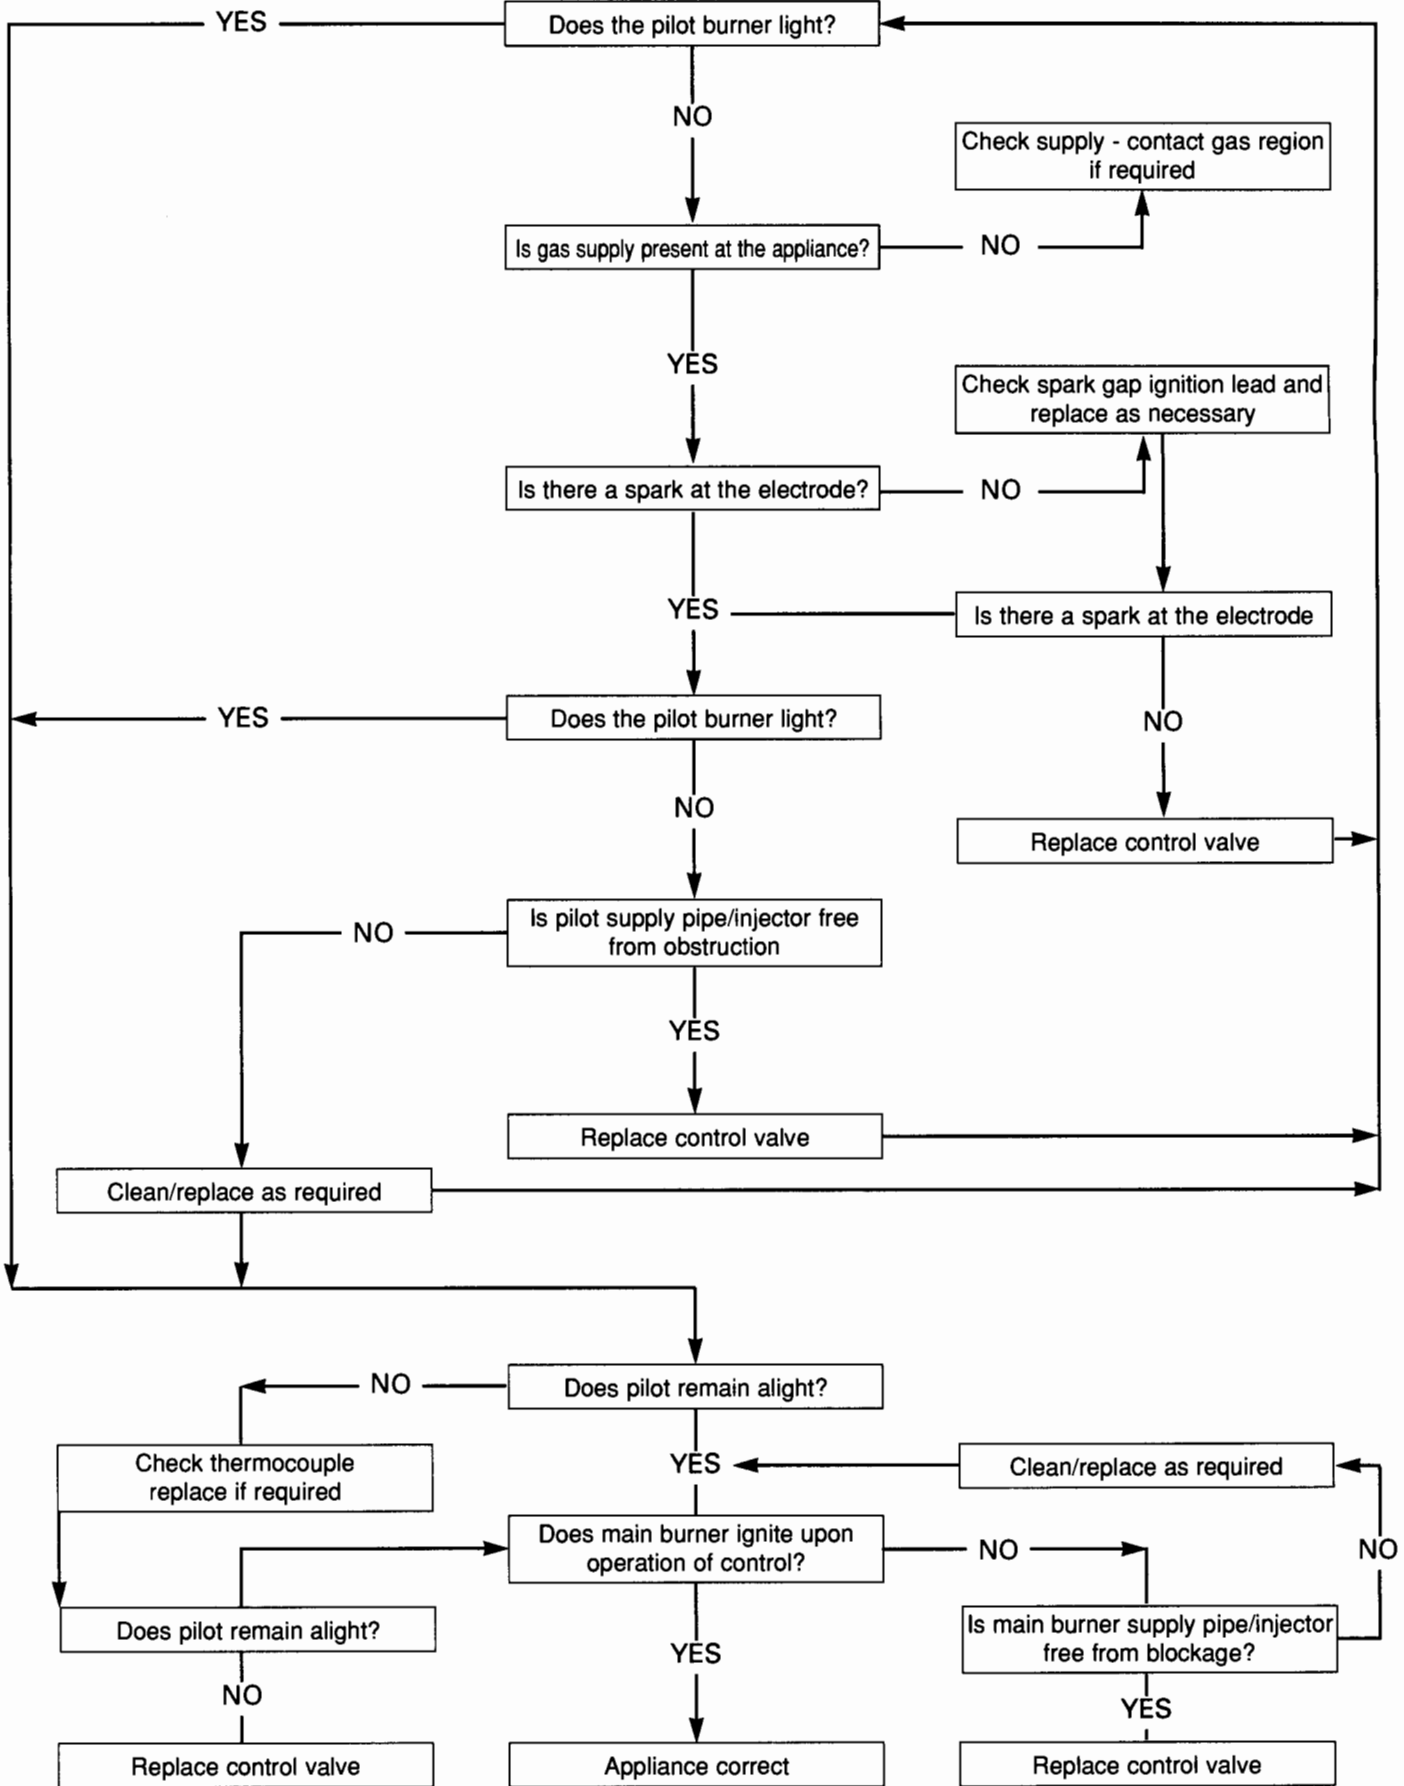 YES
Does the pilot burner light?
NO
Check supply - contact gas region
if required
Is gas supply present at the appliance?
NO
YES
Check spark gap ignition lead and
replace as necessary
Is there a spark at the electrode?
NO
YES
Is there a spark at the electrode
YES
Does the pilot burner light?
NO
NO
Replace control valve
NO
Is pilot supply pipe/injector free
from obstruction
YES
Replace control valve
Clean/replace as required
NO
Does pilot remain alight?
Check thermocouple
replace if required
YES
Clean/replace as required
Does main burner ignite upon
operation of control?
NO
NO
Does pilot remain alight?
Is main burner supply pipe/injector
free from blockage?
YES
NO
YES
Replace control valve
Appliance correct
Replace control valve